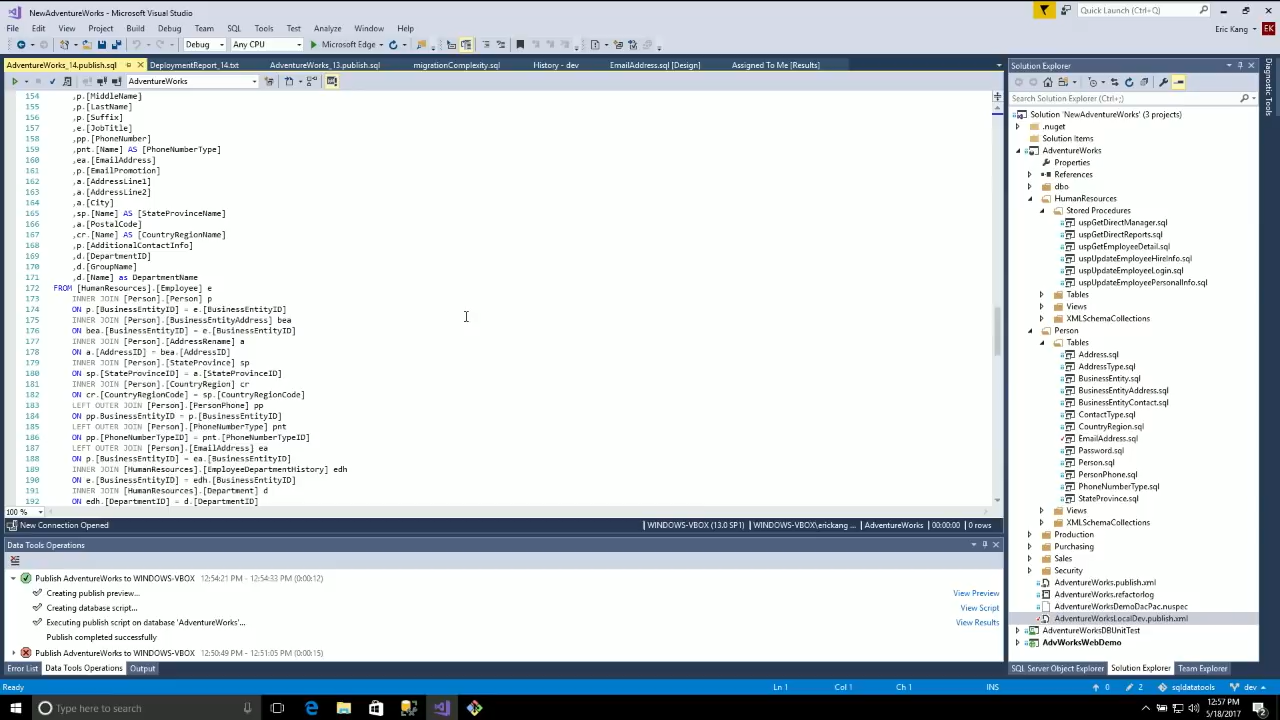 NewAdventureWorks - Microsoft Visual Studio
Quick Launch (Ctrl+;)
File Edit View Project Build Debug Team SQL Tools Test Analyze Window Help
Eric Kang EK
Debug Any CPU Microsoft Edge
AdventureWorks_14.publish.sql DeploymentReport_14.txt AdventureWorks_13.publish.sql migrationComplexity.sql History - dev EmailAddress.sql [Design] Assigned To Me [Results]
AdventureWorks
154 ,p.[MiddleName]
155 ,p.[LastName]
156 ,p.[Suffix]
157 ,e.[JobTitle]
158 ,pp.[PhoneNumber]
159 ,pnt.[Name] AS [PhoneNumberType]
160 ,ea.[EmailAddress]
161 ,p.[EmailPromotion]
162 ,a.[AddressLine1]
163 ,a.[AddressLine2]
164 ,a.[City]
165 ,sp.[Name] AS [StateProvinceName]
166 ,a.[PostalCode]
167 ,cr.[Name] AS [CountryRegionName]
168 ,p.[AdditionalContactInfo]
169 ,d.[DepartmentID]
170 ,d.[GroupName]
171 ,d.[Name] as DepartmentName
172 FROM [HumanResources].[Employee] e
173 INNER JOIN [Person].[Person] p
174 ON p.[BusinessEntityID] = e.[BusinessEntityID]
175 INNER JOIN [Person].[BusinessEntityAddress] bea
176 ON bea.[BusinessEntityID] = e.[BusinessEntityID]
177 INNER JOIN [Person].[AddressRename] a
178 ON a.[AddressID] = bea.[AddressID]
179 INNER JOIN [Person].[StateProvince] sp
180 ON sp.[StateProvinceID] = a.[StateProvinceID]
181 INNER JOIN [Person].[CountryRegion] cr
182 ON cr.[CountryRegionCode] = sp.[CountryRegionCode]
183 LEFT OUTER JOIN [Person].[PersonPhone] pp
184 ON pp.BusinessEntityID = p.[BusinessEntityID]
185 LEFT OUTER JOIN [Person].[PhoneNumberType] pnt
186 ON pp.[PhoneNumberTypeID] = pnt.[PhoneNumberTypeID]
187 LEFT OUTER JOIN [Person].[EmailAddress] ea
188 ON p.[BusinessEntityID] = ea.[BusinessEntityID]
189 INNER JOIN [HumanResources].[EmployeeDepartmentHistory] edh
190 ON e.[BusinessEntityID] = edh.[BusinessEntityID]
191 INNER JOIN [HumanResources].[Department] d
192 ON edh.[DepartmentID] = d.[DepartmentID]
100 %
New Connection Opened WINDOWS-VBOX (13.0 SP1) WINDOWS-VBOX\erickang ... AdventureWorks 00:00:00 0 rows
Data Tools Operations
Publish AdventureWorks to WINDOWS-VBOX 12:54:21 PM - 12:54:33 PM (0:00:12)
Creating publish preview... View Preview
Creating database script... View Script
Executing publish script on database 'AdventureWorks'... View Results
Publish completed successfully
Publish AdventureWorks to WINDOWS-VBOX 12:50:49 PM - 12:51:05 PM (0:00:15)
Error List Data Tools Operations Output
Solution Explorer
Search Solution Explorer (Ctrl+;)
Solution 'NewAdventureWorks' (3 projects)
.nuget
Solution Items
AdventureWorks
Properties
References
dbo
HumanResources
Stored Procedures
uspGetDirectManager.sql
uspGetDirectReports.sql
uspGetEmployeeDetail.sql
uspUpdateEmployeeHireInfo.sql
uspUpdateEmployeeLogin.sql
uspUpdateEmployeePersonalInfo.sql
Tables
Views
XMLSchemaCollections
Person
Tables
Address.sql
AddressType.sql
BusinessEntity.sql
BusinessEntityAddress.sql
BusinessEntityContact.sql
ContactType.sql
CountryRegion.sql
EmailAddress.sql
Password.sql
Person.sql
PersonPhone.sql
PhoneNumberType.sql
StateProvince.sql
Views
XMLSchemaCollections
Production
Purchasing
Sales
Security
AdventureWorks.publish.xml
AdventureWorks.refactorlog
AdventureWorksDemoDacPac.nuspec
AdventureWorksLocalDev.publish.xml
AdventureWorksDBUnitTest
AdvWorksWebDemo
SQL Server Object Explorer Solution Explorer Team Explorer
Diagnostic Tools
Ready Ln 1 Col 1 Ch 1 INS 0 2 sqldatatools dev
Type here to search
12:57 PM
5/18/2017
2